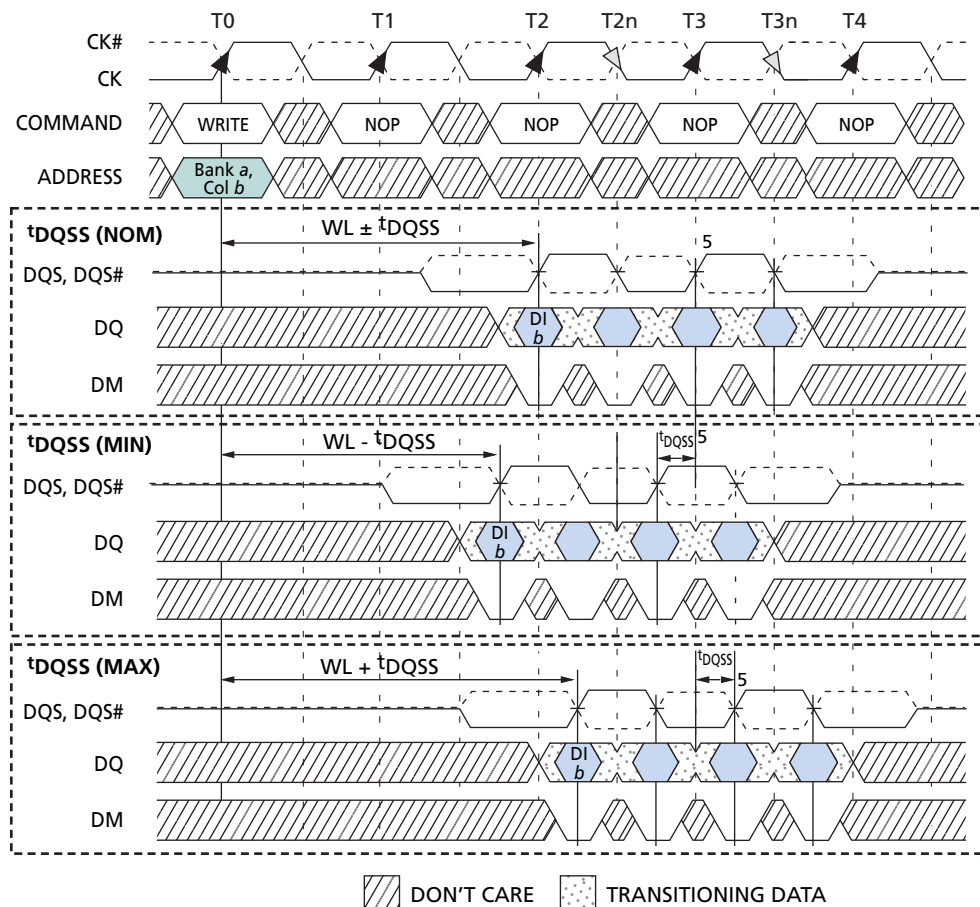 T0 T1 T2 T2n T3 T3n T4
CK#
CK
COMMAND WRITE NOP NOP NOP NOP
ADDRESS Bank a,
Col b
tDQSS (NOM) WL ± tDQSS
5
DQS, DQS#
DQ DI
b
DM
tDQSS (MIN) WL - tDQSS tDQSS 5
DQS, DQS#
DQ DI
b
DM
tDQSS (MAX) WL + tDQSS tDQSS
5
DQS, DQS#
DQ DI
b
DM
DON'T CARE TRANSITIONING DATA